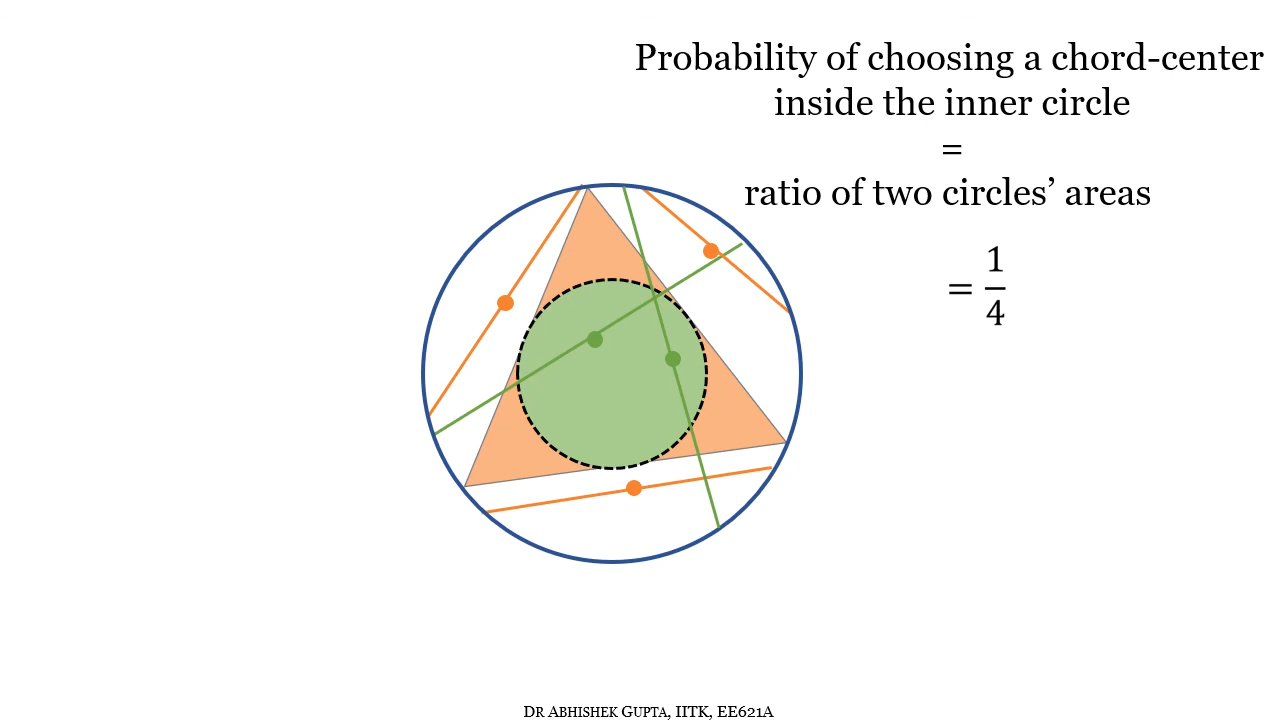 Probability of choosing a chord-center
inside the inner circle
=
ratio of two circles’ areas
= 1/4
DR ABHISHEK GUPTA, IITK, EE621A